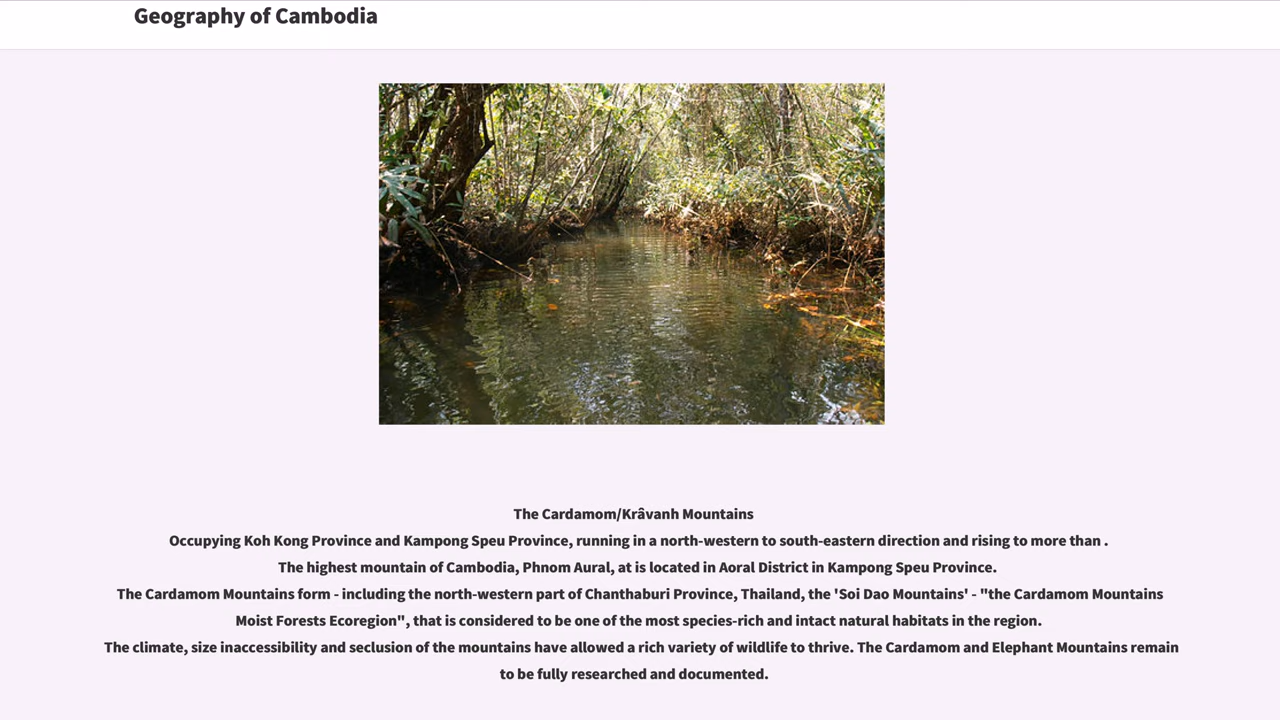 Geography of Cambodia
The Cardamom/Krâvanh Mountains
Occupying Koh Kong Province and Kampong Speu Province, running in a north-western to south-eastern direction and rising to more than .
The highest mountain of Cambodia, Phnom Aural, at is located in Aoral District in Kampong Speu Province.
The Cardamom Mountains form - including the north-western part of Chanthaburi Province, Thailand, the 'Soi Dao Mountains' - "the Cardamom Mountains
Moist Forests Ecoregion", that is considered to be one of the most species-rich and intact natural habitats in the region.
The climate, size inaccessibility and seclusion of the mountains have allowed a rich variety of wildlife to thrive. The Cardamom and Elephant Mountains remain
to be fully researched and documented.